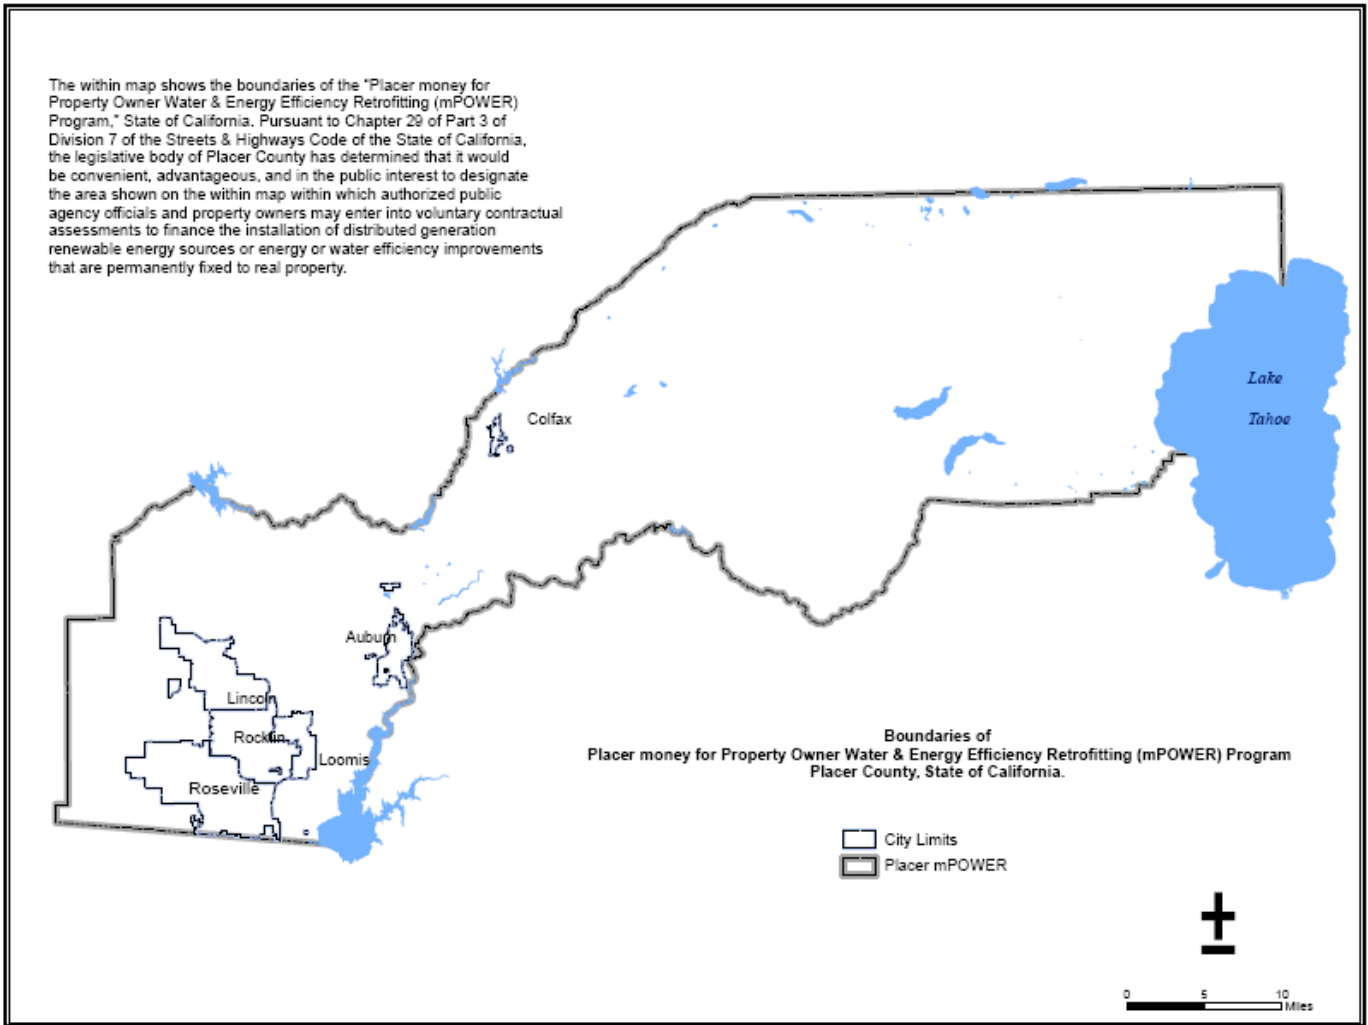 The within map shows the boundaries of the "Placer money for
Property Owner Water & Energy Efficiency Retrofitting (mPOWER)
Program," State of California. Pursuant to Chapter 29 of Part 3 of
Division 7 of the Streets & Highways Code of the State of California,
the legislative body of Placer County has determined that it would
be convenient, advantageous, and in the public interest to designate
the area shown on the within map within which authorized public
agency officials and property owners may enter into voluntary contractual
assessments to finance the installation of distributed generation
renewable energy sources or energy or water efficiency improvements
that are permanently fixed to real property.
Lake
Tahoe
Colfax
Auburn
Lincoln
Rocklin
Loomis
Roseville
Boundaries of
Placer money for Property Owner Water & Energy Efficiency Retrofitting (mPOWER) Program
Placer County, State of California.
City Limits
Placer mPOWER
0 5 10
Miles